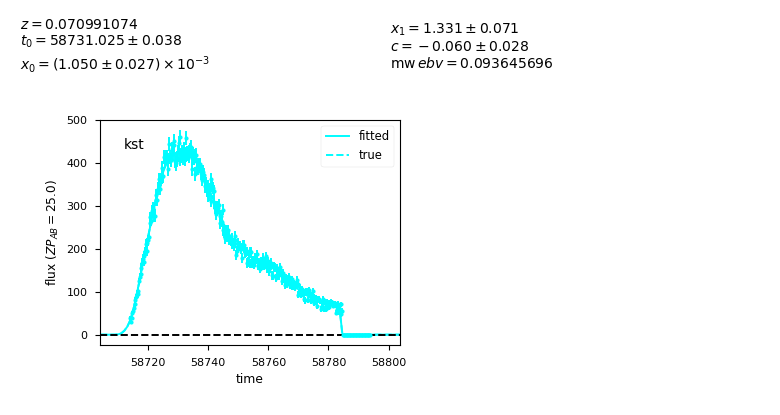 z = 0.070991074
t₀ = 58731.025 ± 0.038
x₀ = (1.050 ± 0.027) × 10⁻³
x₁ = 1.331 ± 0.071
c = −0.060 ± 0.028
mw ebv = 0.093645696
kst
fitted
true
500
400
300
200
100
0
flux (ZP_AB = 25.0)
58720 58740 58760 58780 58800
time